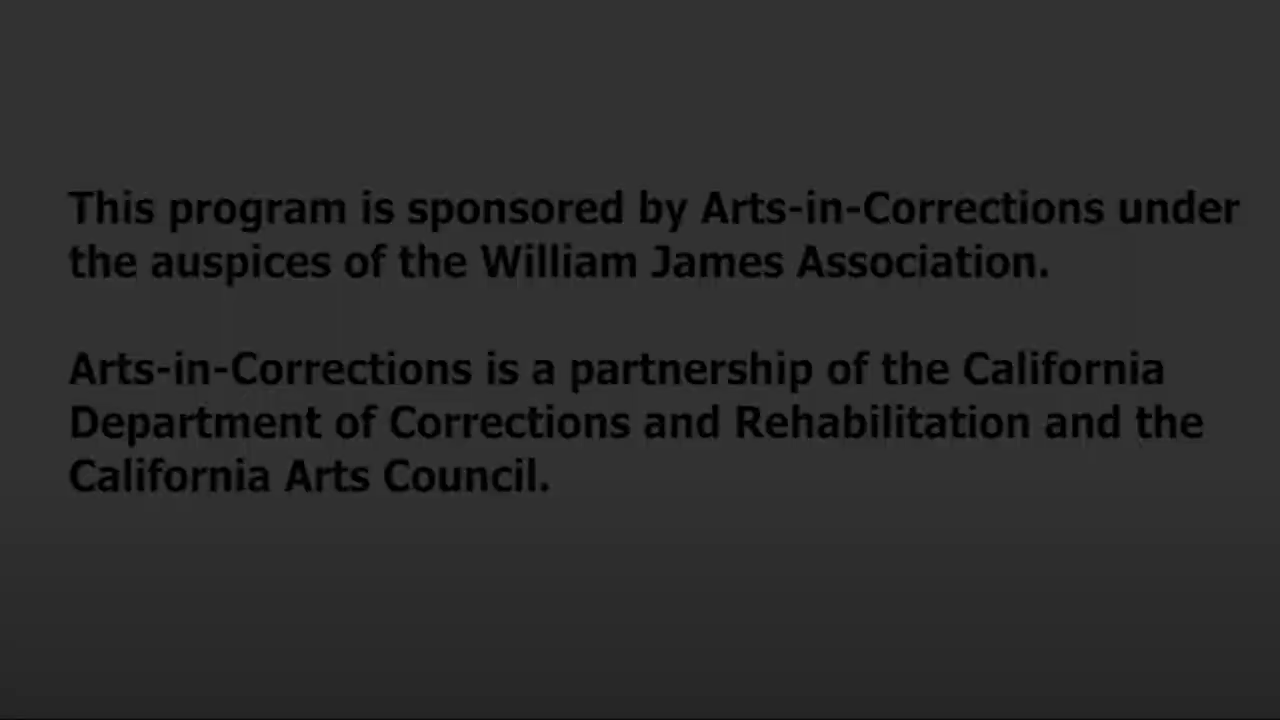 This program is sponsored by Arts-in-Corrections under
the auspices of the William James Association.
Arts-in-Corrections is a partnership of the California
Department of Corrections and Rehabilitation and the
California Arts Council.